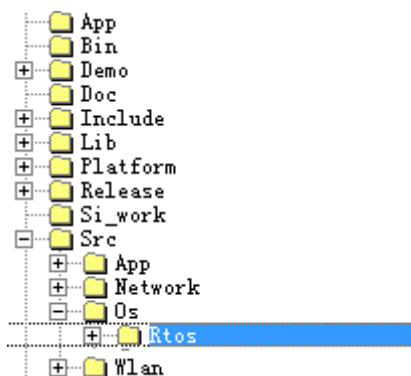 App
Bin
Demo
Doc
Include
Lib
Platform
Release
Si_work
Src
App
Network
Os
Rtos
Wlan